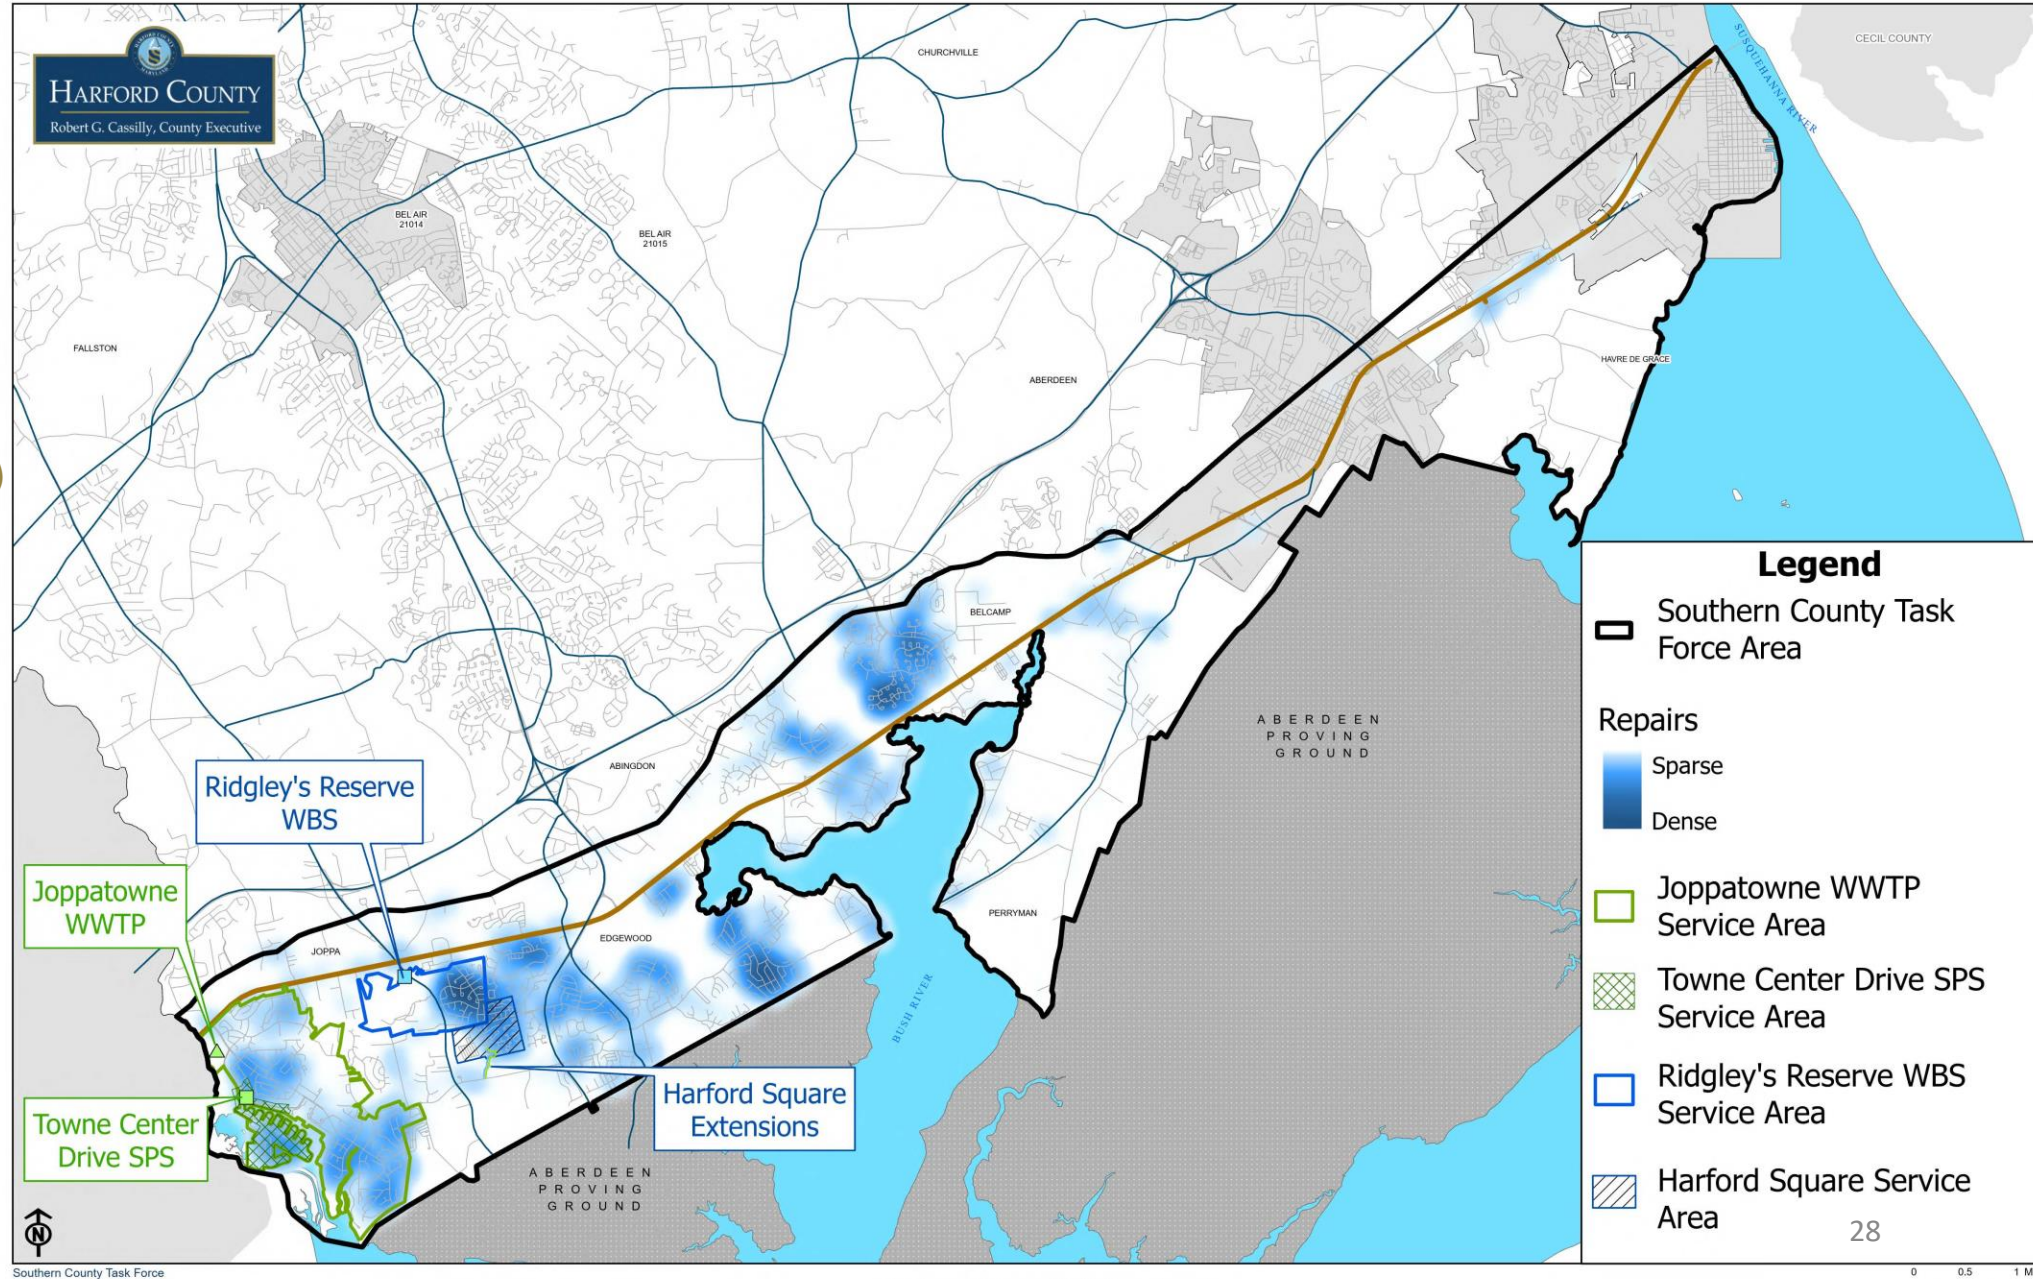 HARFORD COUNTY
Robert G. Cassilly, County Executive
CHURCHVILLE
CECIL COUNTY
SUSQUEHANNA RIVER
BEL AIR
21014
BEL AIR
21015
FALLSTON
ABERDEEN
HAVRE DE GRACE
BELCAMP
ABERDEEN
PROVING
GROUND
ABINGDON
Ridgley's Reserve
WBS
Joppatowne
WWTP
JOPPA
EDGEWOOD
PERRYMAN
BUSH RIVER
Harford Square
Extensions
Towne Center
Drive SPS
ABERDEEN
PROVING
GROUND
N
Legend
Southern County Task
Force Area
Repairs
Sparse
Dense
Joppatowne WWTP
Service Area
Towne Center Drive SPS
Service Area
Ridgley's Reserve WBS
Service Area
Harford Square Service
Area
28
Southern County Task Force
0 0.5 1 M